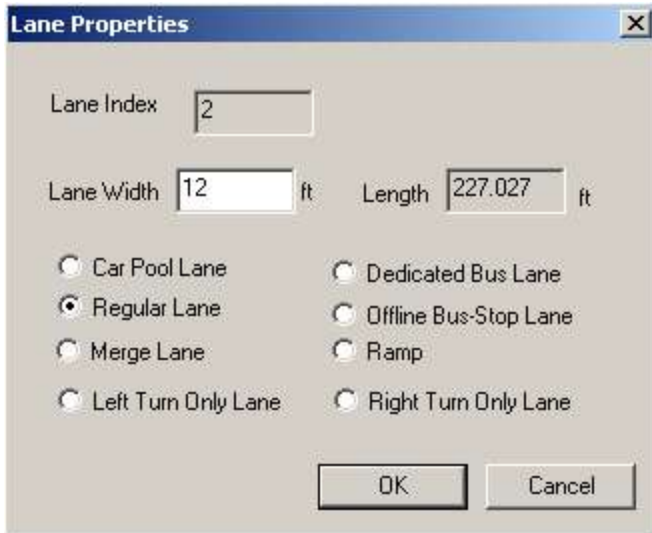 Lane Properties
Lane Index 2
Lane Width 12 ft Length 227.027 ft
Car Pool Lane Dedicated Bus Lane
Regular Lane Offline Bus-Stop Lane
Merge Lane Ramp
Left Turn Only Lane Right Turn Only Lane
OK Cancel